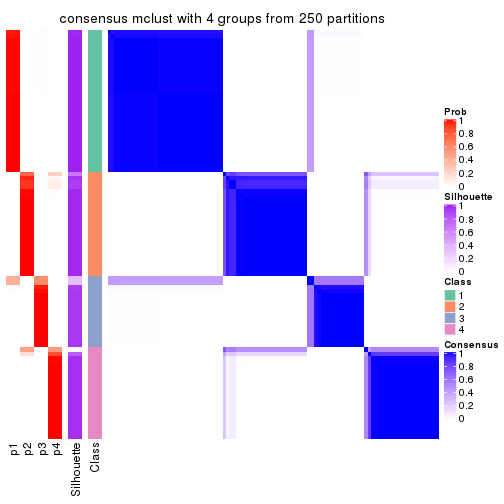 consensus mclust with 4 groups from 250 partitions
Prob
1
0.8
0.6
0.4
0.2
0
Silhouette
1
0.8
0.6
0.4
0.2
0
Class
1
2
3
4
Consensus
1
0.8
0.6
0.4
0.2
0
p1
p2
p3
p4
Silhouette
Class